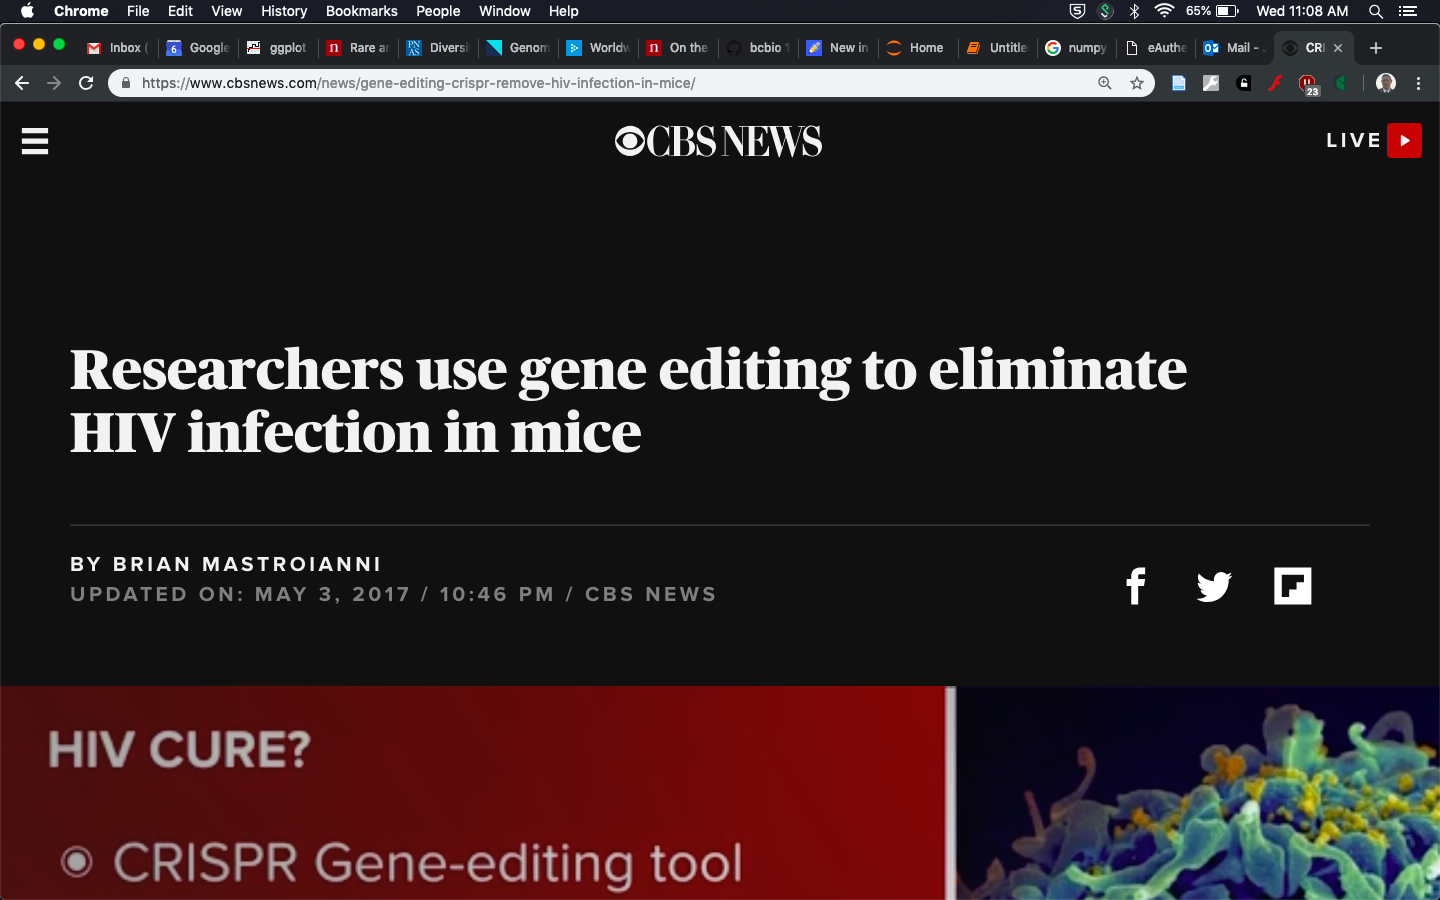 Chrome File Edit View History Bookmarks People Window Help 65% Wed 11:08 AM
Inbox ( Google ggplot Rare ar Diversi Genom Worldw On the bcbio New in Home Untitle numpy eAuthe Mail - CRI
https://www.cbsnews.com/news/gene-editing-crispr-remove-hiv-infection-in-mice/ 23
CBS NEWS LIVE
Researchers use gene editing to eliminate
HIV infection in mice
BY BRIAN MASTROIANNI
UPDATED ON: MAY 3, 2017 / 10:46 PM / CBS NEWS
HIV CURE?
CRISPR Gene-editing tool